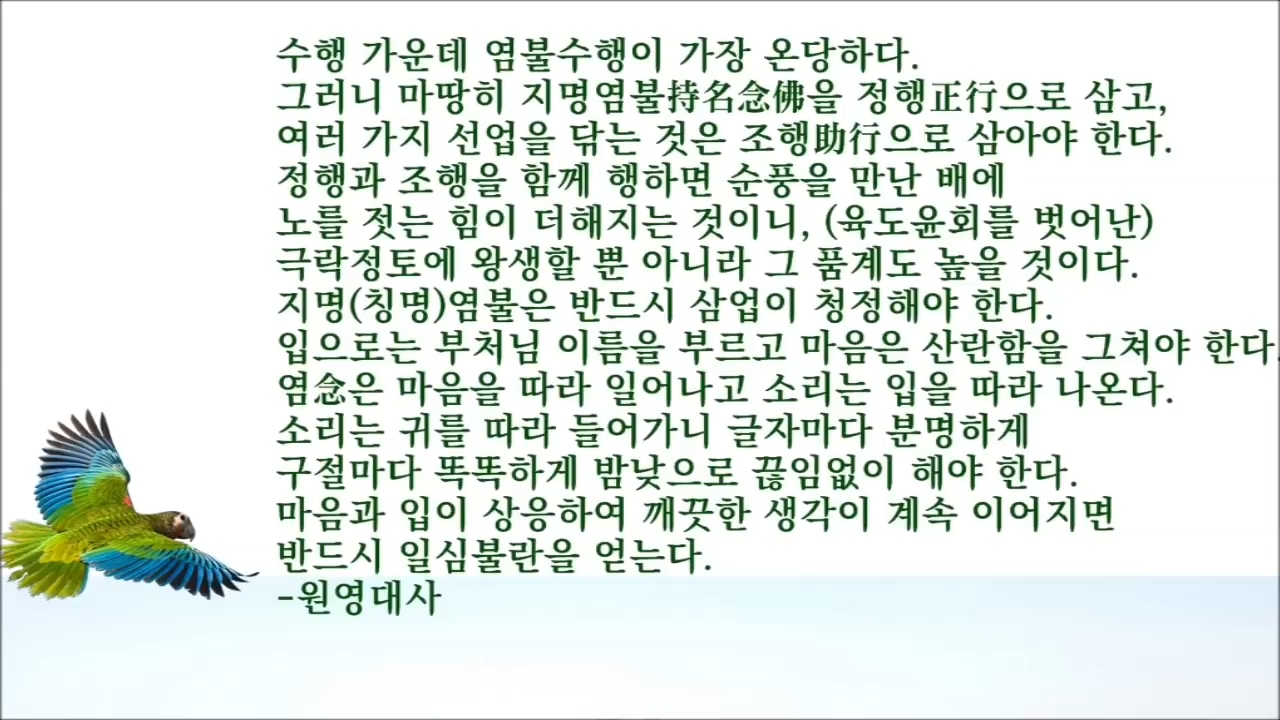 수행 가운데 염불수행이 가장 온당하다.
그러니 마땅히 지명염불持名念佛을 정행正行으로 삼고,
여러 가지 선업을 닦는 것은 조행助行으로 삼아야 한다.
정행과 조행을 함께 행하면 순풍을 만난 배에
노를 젓는 힘이 더해지는 것이니, (육도윤회를 벗어난)
극락정토에 왕생할 뿐 아니라 그 품계도 높을 것이다.
지명(칭명)염불은 반드시 삼업이 청정해야 한다.
입으로는 부처님 이름을 부르고 마음은 산란함을 그쳐야 한다
염念은 마음을 따라 일어나고 소리는 입을 따라 나온다.
소리는 귀를 따라 들어가니 글자마다 분명하게
구절마다 똑똑하게 밤낮으로 끊임없이 해야 한다.
마음과 입이 상응하여 깨끗한 생각이 계속 이어지면
반드시 일심불란을 얻는다.
-원영대사